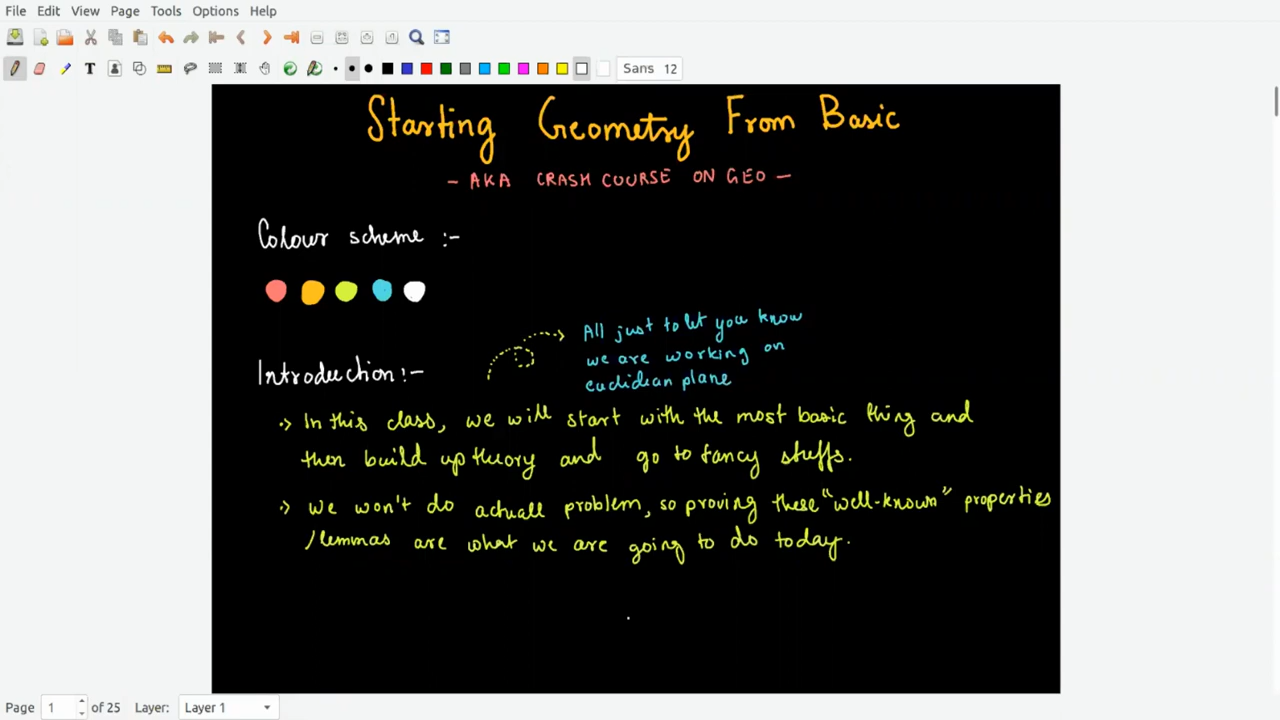 File Edit View Page Tools Options Help
T Sans 12
Starting Geometry From Basic
- AKA CRASH COURSE ON GEO -
Colour scheme :-
All just to let you know
we are working on
euclidian plane
Introduction :-
In this class, we will start with the most basic thing and
then build up theory and go to fancy stuffs.
we won't do actuall problem, so proving these "well-known" properties
/lemmas are what we are going to do today.
Page 1 of 25 Layer: Layer 1